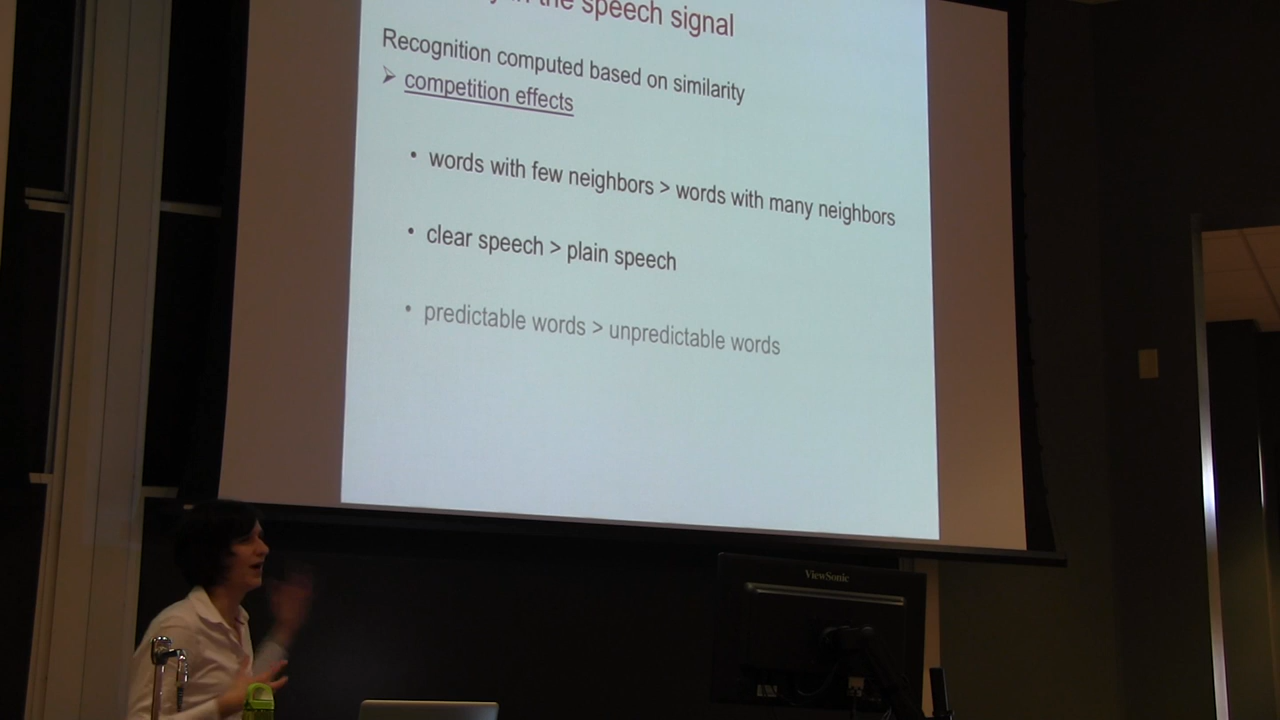 in the speech signal
Recognition computed based on similarity
➢ competition effects
• words with few neighbors > words with many neighbors
• clear speech > plain speech
• predictable words > unpredictable words
ViewSonic